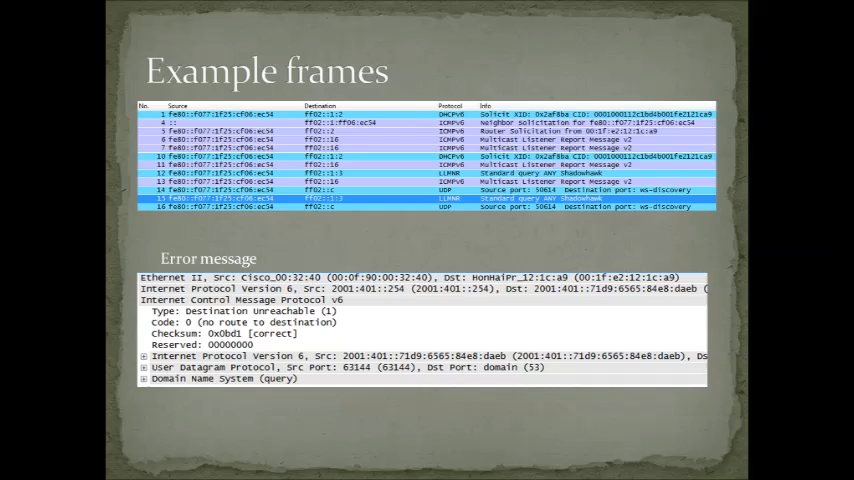 Example frames
No. Source Destination Protocol Info
1 fe80::f077:1f25:cf06:ec54 ff02::1:2 DHCPv6 Solicit XID: 0x2af8ba CID: 0001000112c1bd4b001fe2121ca9
4 :: ff02::1:ff06:ec54 ICMPv6 Neighbor solicitation for fe80::f077:1f25:cf06:ec54
5 fe80::f077:1f25:cf06:ec54 ff02::2 ICMPv6 Router Solicitation from 00:1f:e2:12:1c:a9
6 fe80::f077:1f25:cf06:ec54 ff02::16 ICMPv6 Multicast Listener Report Message v2
7 fe80::f077:1f25:cf06:ec54 ff02::16 ICMPv6 Multicast Listener Report Message v2
10 fe80::f077:1f25:cf06:ec54 ff02::1:2 DHCPv6 Solicit XID: 0x2af8ba CID: 0001000112c1bd4b001fe2121ca9
11 fe80::f077:1f25:cf06:ec54 ff02::16 ICMPv6 Multicast Listener Report Message v2
12 fe80::f077:1f25:cf06:ec54 ff02::1:3 LLMNR Standard query ANY Shadowhawk
13 fe80::f077:1f25:cf06:ec54 ff02::16 ICMPv6 Multicast Listener Report Message v2
14 fe80::f077:1f25:cf06:ec54 ff02::c UDP Source port: 50614 Destination port: ws-discovery
15 fe80::f077:1f25:cf06:ec54 ff02::1:3 LLMNR Standard query ANY Shadowhawk
16 fe80::f077:1f25:cf06:ec54 ff02::c UDP Source port: 50614 Destination port: ws-discovery
Error message
Ethernet II, Src: Cisco_00:32:40 (00:0f:90:00:32:40), Dst: HonHaiPr_12:1c:a9 (00:1f:e2:12:1c:a9)
Internet Protocol Version 6, Src: 2001:401::254 (2001:401::254), Dst: 2001:401::71d9:6565:84e8:daeb (
Internet Control Message Protocol v6
Type: Destination Unreachable (1)
Code: 0 (no route to destination)
Checksum: 0x0bd1 [correct]
Reserved: 00000000
Internet Protocol Version 6, Src: 2001:401::71d9:6565:84e8:daeb (2001:401::71d9:6565:84e8:daeb), Ds
User Datagram Protocol, Src Port: 63144 (63144), Dst Port: domain (53)
Domain Name System (query)